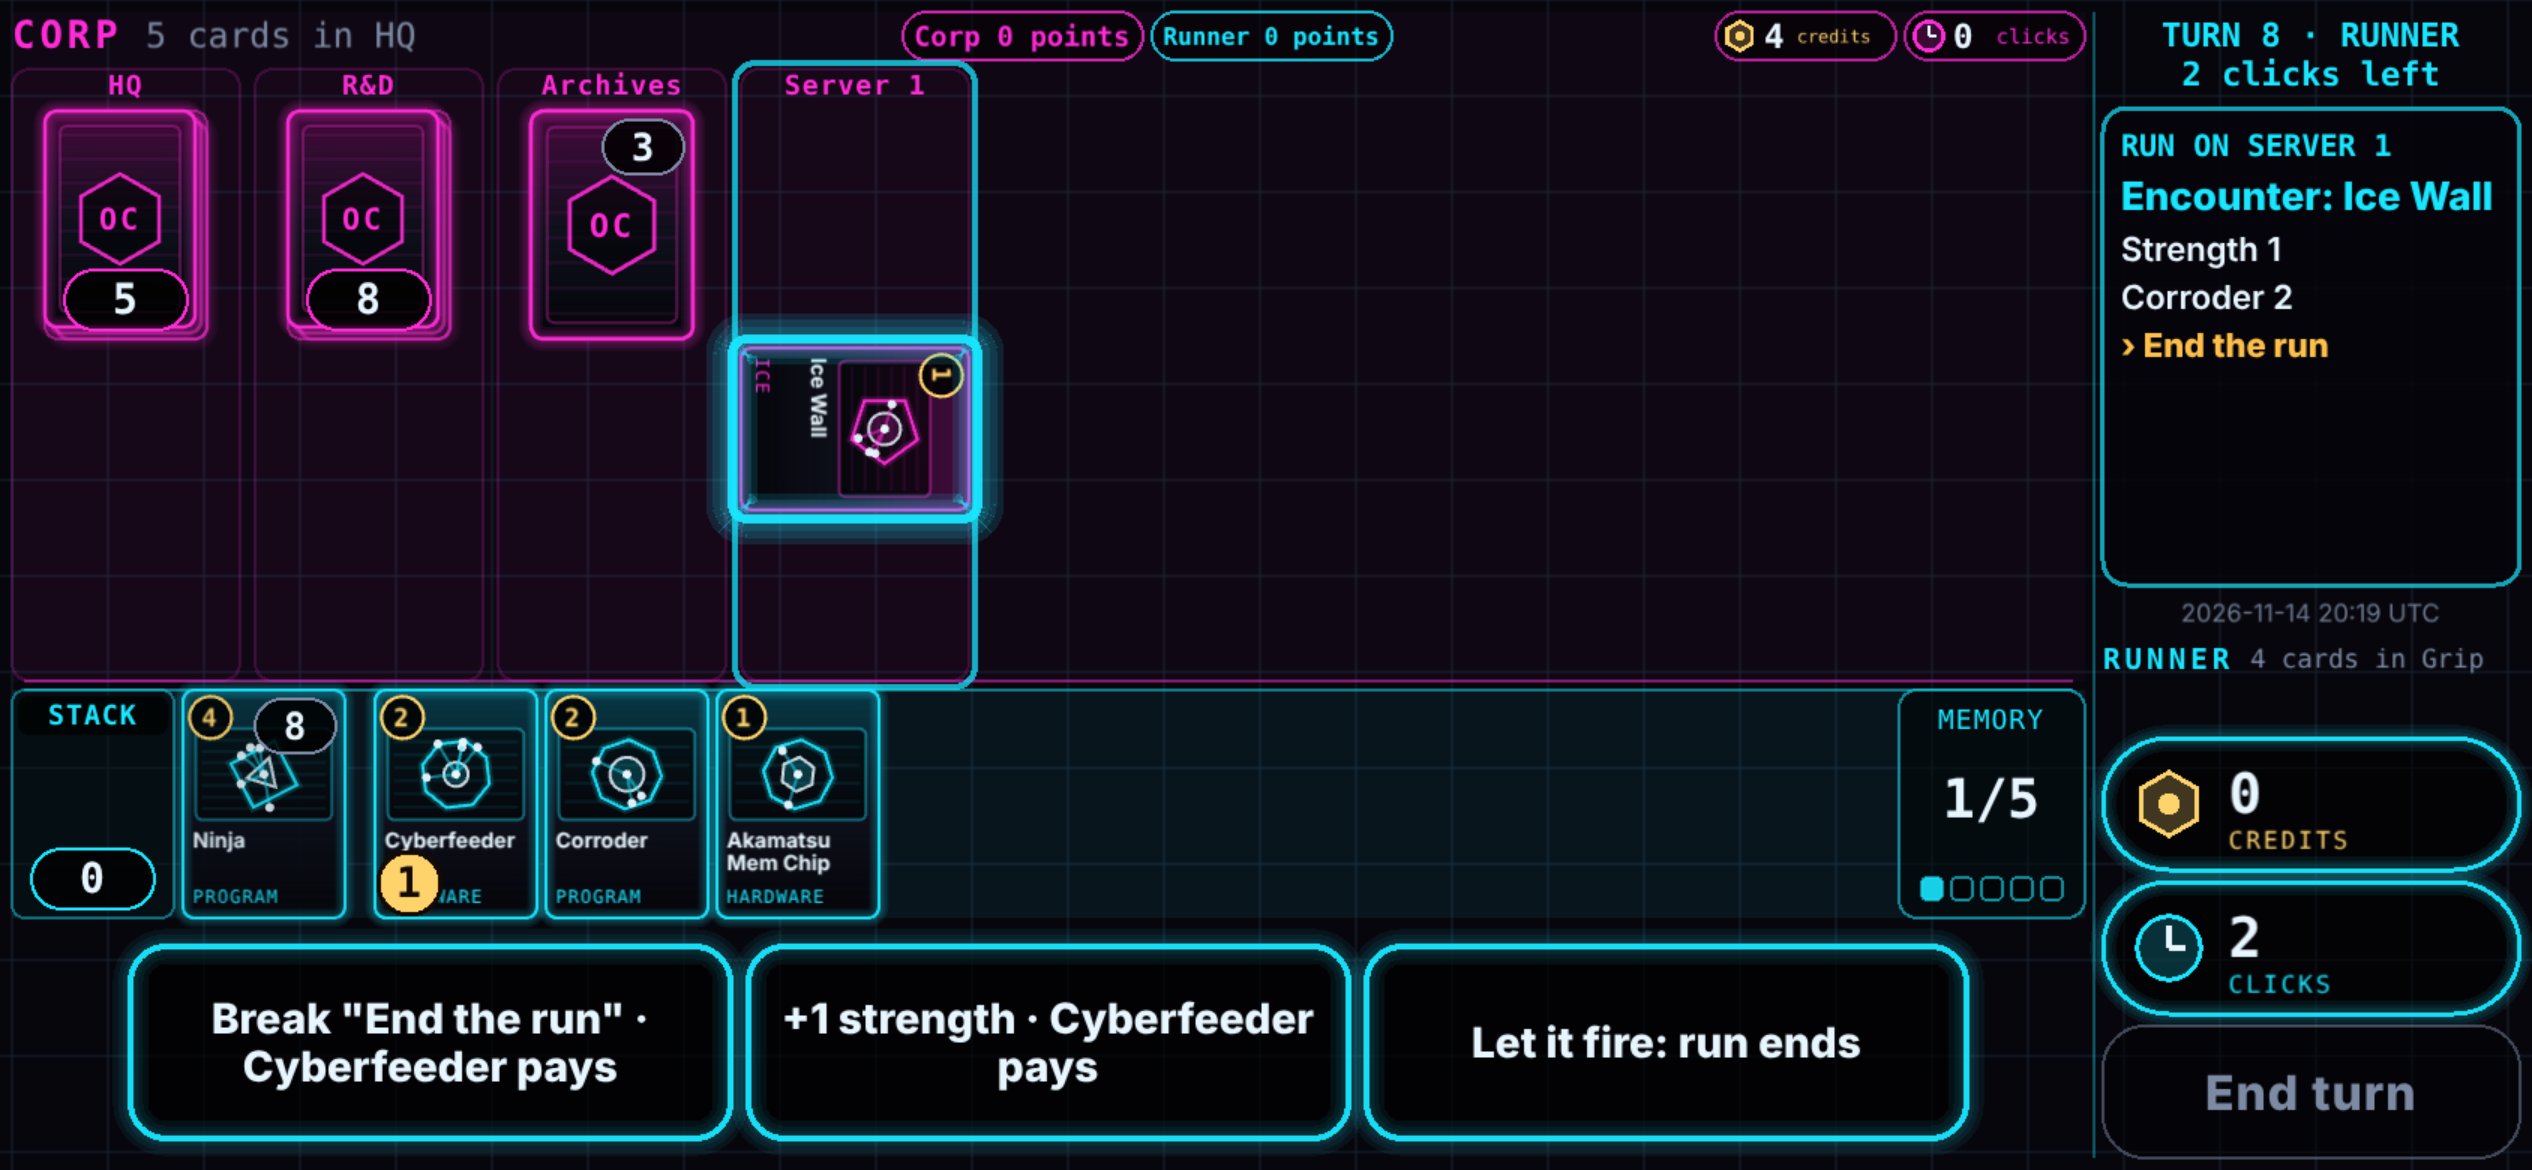 CORP 5 cards in HQ
Corp 0 points
Runner 0 points
4 credits
0 clicks
TURN 8 · RUNNER
2 clicks left
HQ
R&D
Archives
Server 1
OC
5
OC
8
3
OC
ICE
Ice Wall
1
RUN ON SERVER 1
Encounter: Ice Wall
Strength 1
Corroder 2
› End the run
2026-11-14 20:19 UTC
RUNNER 4 cards in Grip
STACK
0
4
8
Ninja
PROGRAM
2
Cyberfeeder
1
WARE
2
Corroder
PROGRAM
1
Akamatsu
Mem Chip
HARDWARE
MEMORY
1/5
0
CREDITS
2
CLICKS
Break "End the run" ·
Cyberfeeder pays
+1 strength · Cyberfeeder
pays
Let it fire: run ends
End turn